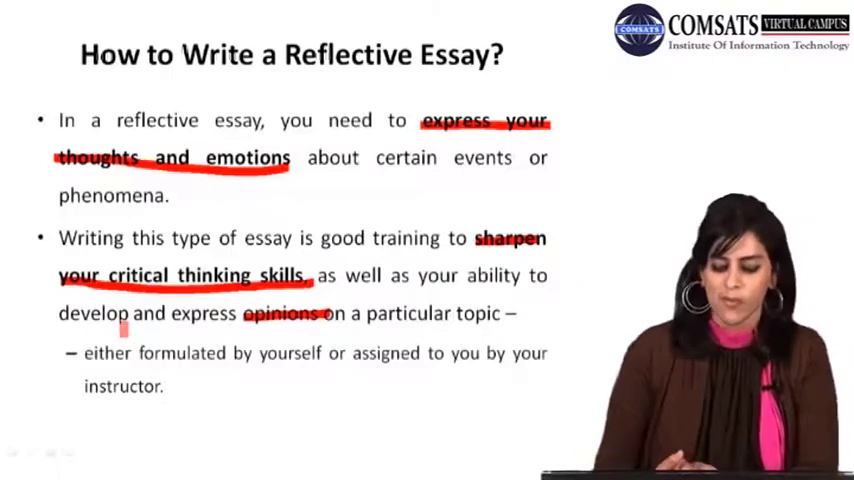 COMSATS VIRTUAL CAMPUS
COMSATS
Institute Of Information Technology
How to Write a Reflective Essay?
• In a reflective essay, you need to express your
thoughts and emotions about certain events or
phenomena.
• Writing this type of essay is good training to sharpen
your critical thinking skills, as well as your ability to
develop and express opinions on a particular topic –
– either formulated by yourself or assigned to you by your
instructor.